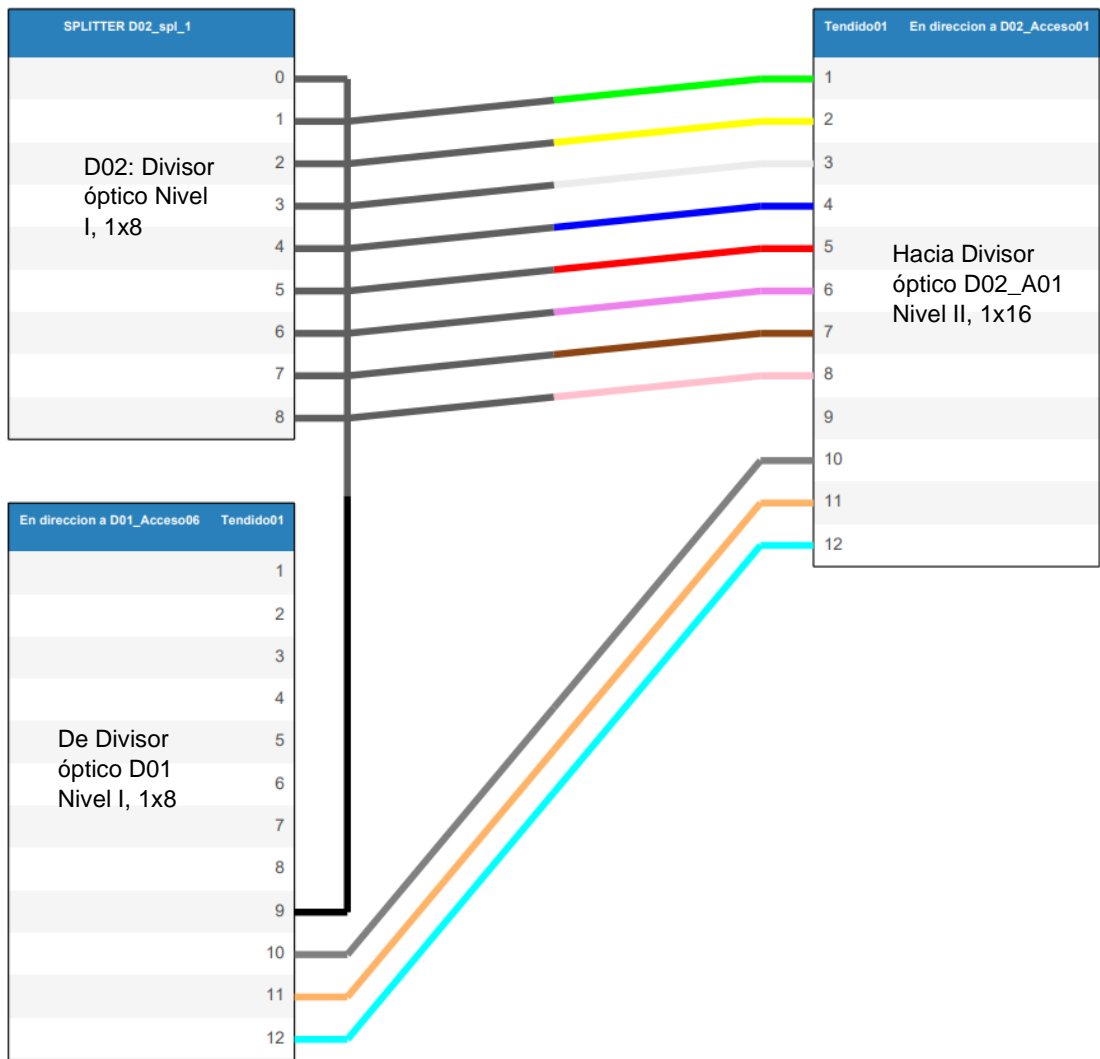 SPLITTER D02_spl_1
0
1
2
3
4
5
6
7
8
D02: Divisor
óptico Nivel
I, 1x8
Tendido01 En direccion a D02_Acceso01
1
2
3
4
5
6
7
8
9
10
11
12
Hacia Divisor
óptico D02_A01
Nivel II, 1x16
En direccion a D01_Acceso06 Tendido01
1
2
3
4
5
6
7
8
9
10
11
12
De Divisor
óptico D01
Nivel I, 1x8